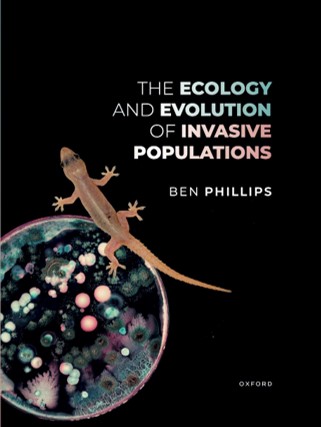 THE ECOLOGY
AND EVOLUTION
OF INVASIVE
POPULATIONS
BEN PHILLIPS
OXFORD